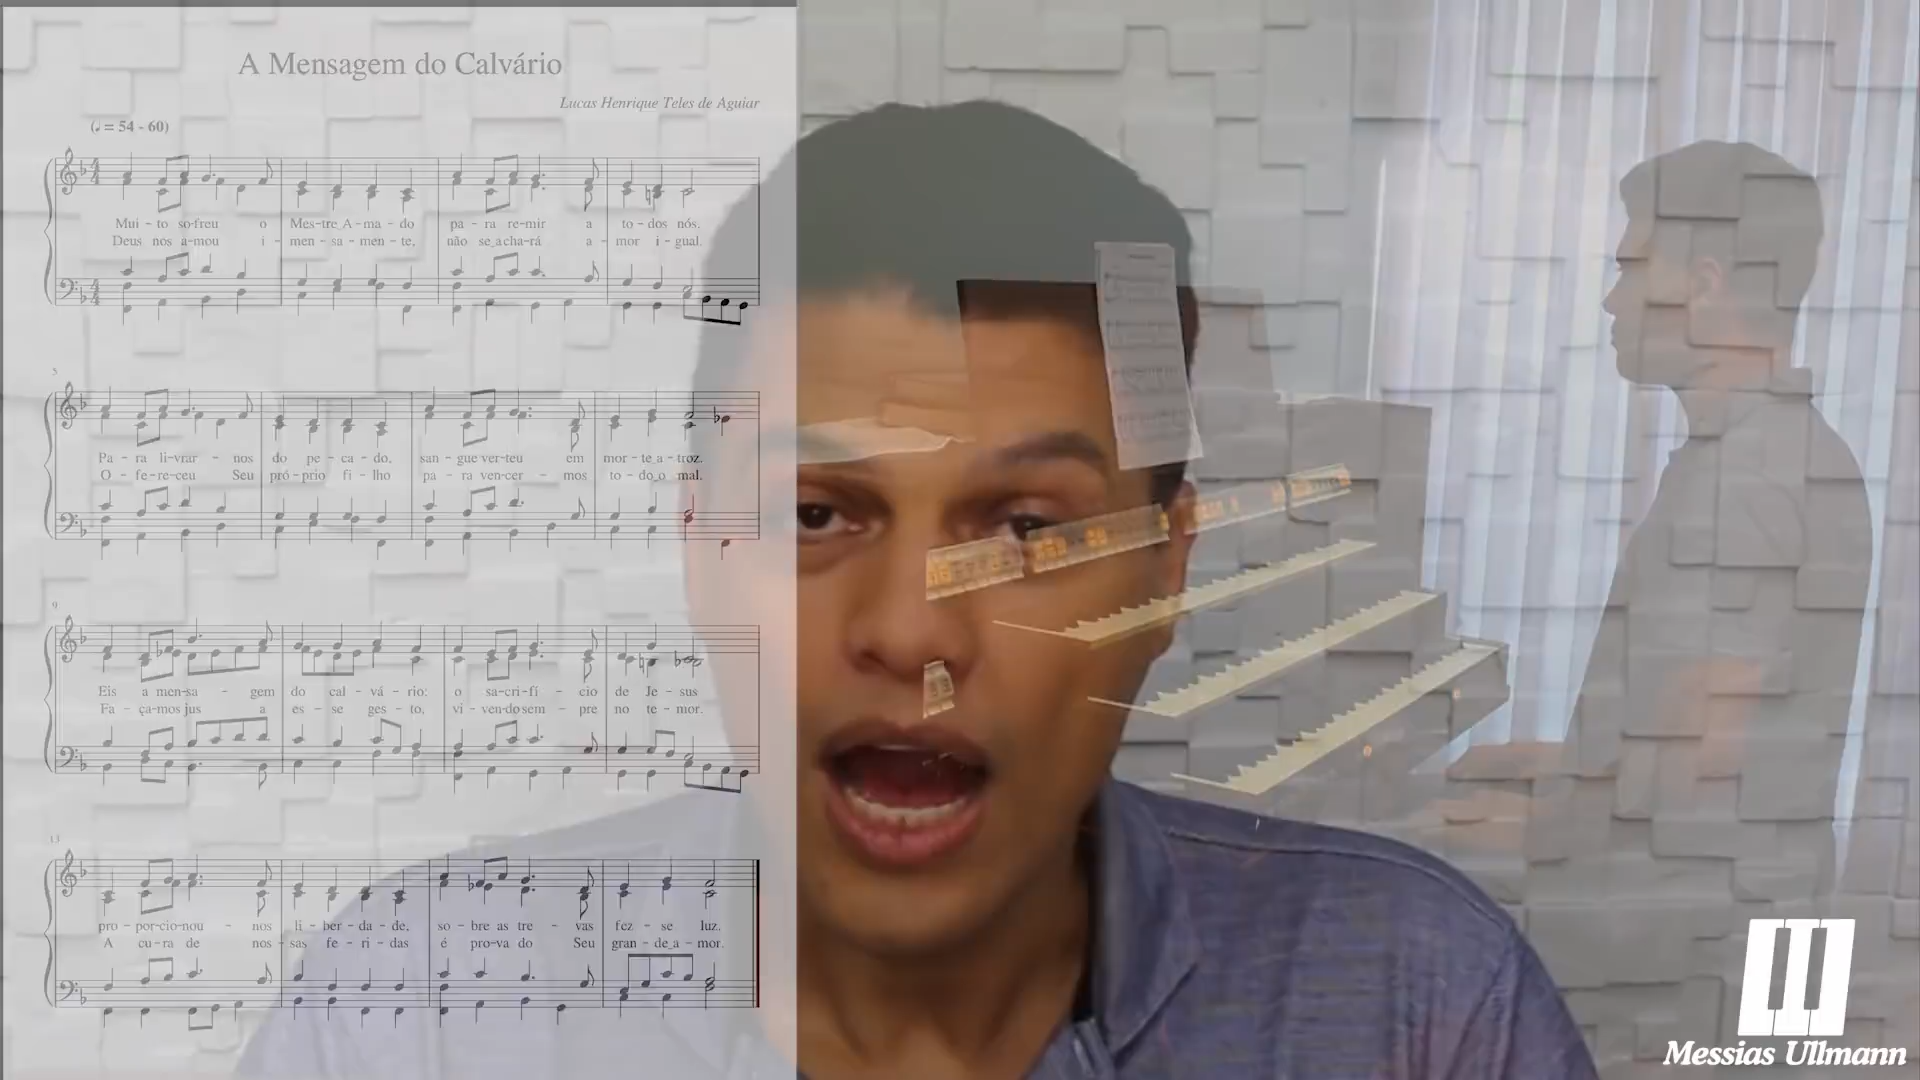 A Mensagem do Calvário
Lucas Henrique Teles de Aguiar
(♩= 54 - 60)
Mui - to so-freu o Mes-tre A - ma - do pa - ra re-mir a to - dos nós.
Deus nos a-mou i - men - sa - men - te, não se acha-rá a - mor i - gual.
5
Pa - ra li-vrar - nos do pe - ca - do, san - gue ver-teu em mor - te a - troz.
O - fe-re-ceu Seu pró-prio fi - lho pa - ra ven-cer - mos to - do o mal.
9
Eis a men-sa - gem do cal - vá - rio: o sa-cri-fí - cio de Je - sus
Fa - ça-mos jus a es - se ges - to, vi - ven-do sem - pre no te - mor.
13
pro - por-cio-nou - nos li - ber - da - de, so - bre as tre - vas fez - se luz.
A cu - ra de nos - sas fe - ri - das é pro-va do Seu gran - de a - mor.
Messias Ullmann